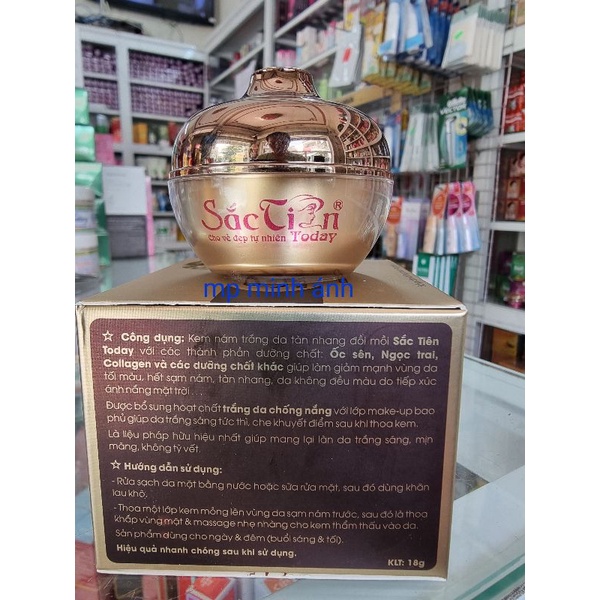 Sắc Tiên ®
Cho vẻ đẹp tự nhiên Today
mp minh ánh
☆ Công dụng: Kem nám trắng da tàn nhang đồi mồi Sắc Tiên
Today với các thành phần dưỡng chất: Ốc sên, Ngọc trai,
Collagen và các dưỡng chất khác giúp làm giảm mạnh vùng da
tối màu, hết sạm nám, tàn nhang, da không đều màu do tiếp xúc
ánh nắng mặt trời.
Được bổ sung hoạt chất trắng da chống nắng với lớp make-up bao
phủ giúp da trắng sáng tức thì, che khuyết điểm sau khi thoa kem.
Là liệu pháp hữu hiệu nhất giúp mang lại làn da trắng sáng, mịn
màng, không tỳ vết.
☆ Hướng dẫn sử dụng:
- Rửa sạch da mặt bằng nước hoặc sữa rửa mặt, sau đó dùng khăn
lau khô.
- Thoa một lớp kem mỏng lên vùng da sạm nám trước, sau đó là thoa
khắp vùng mặt & massage nhẹ nhàng cho kem thẩm thấu vào da.
Sản phẩm dùng cho ngày & đêm (buổi sáng & tối).
Hiệu quả nhanh chóng sau khi sử dụng.
KLT: 18g